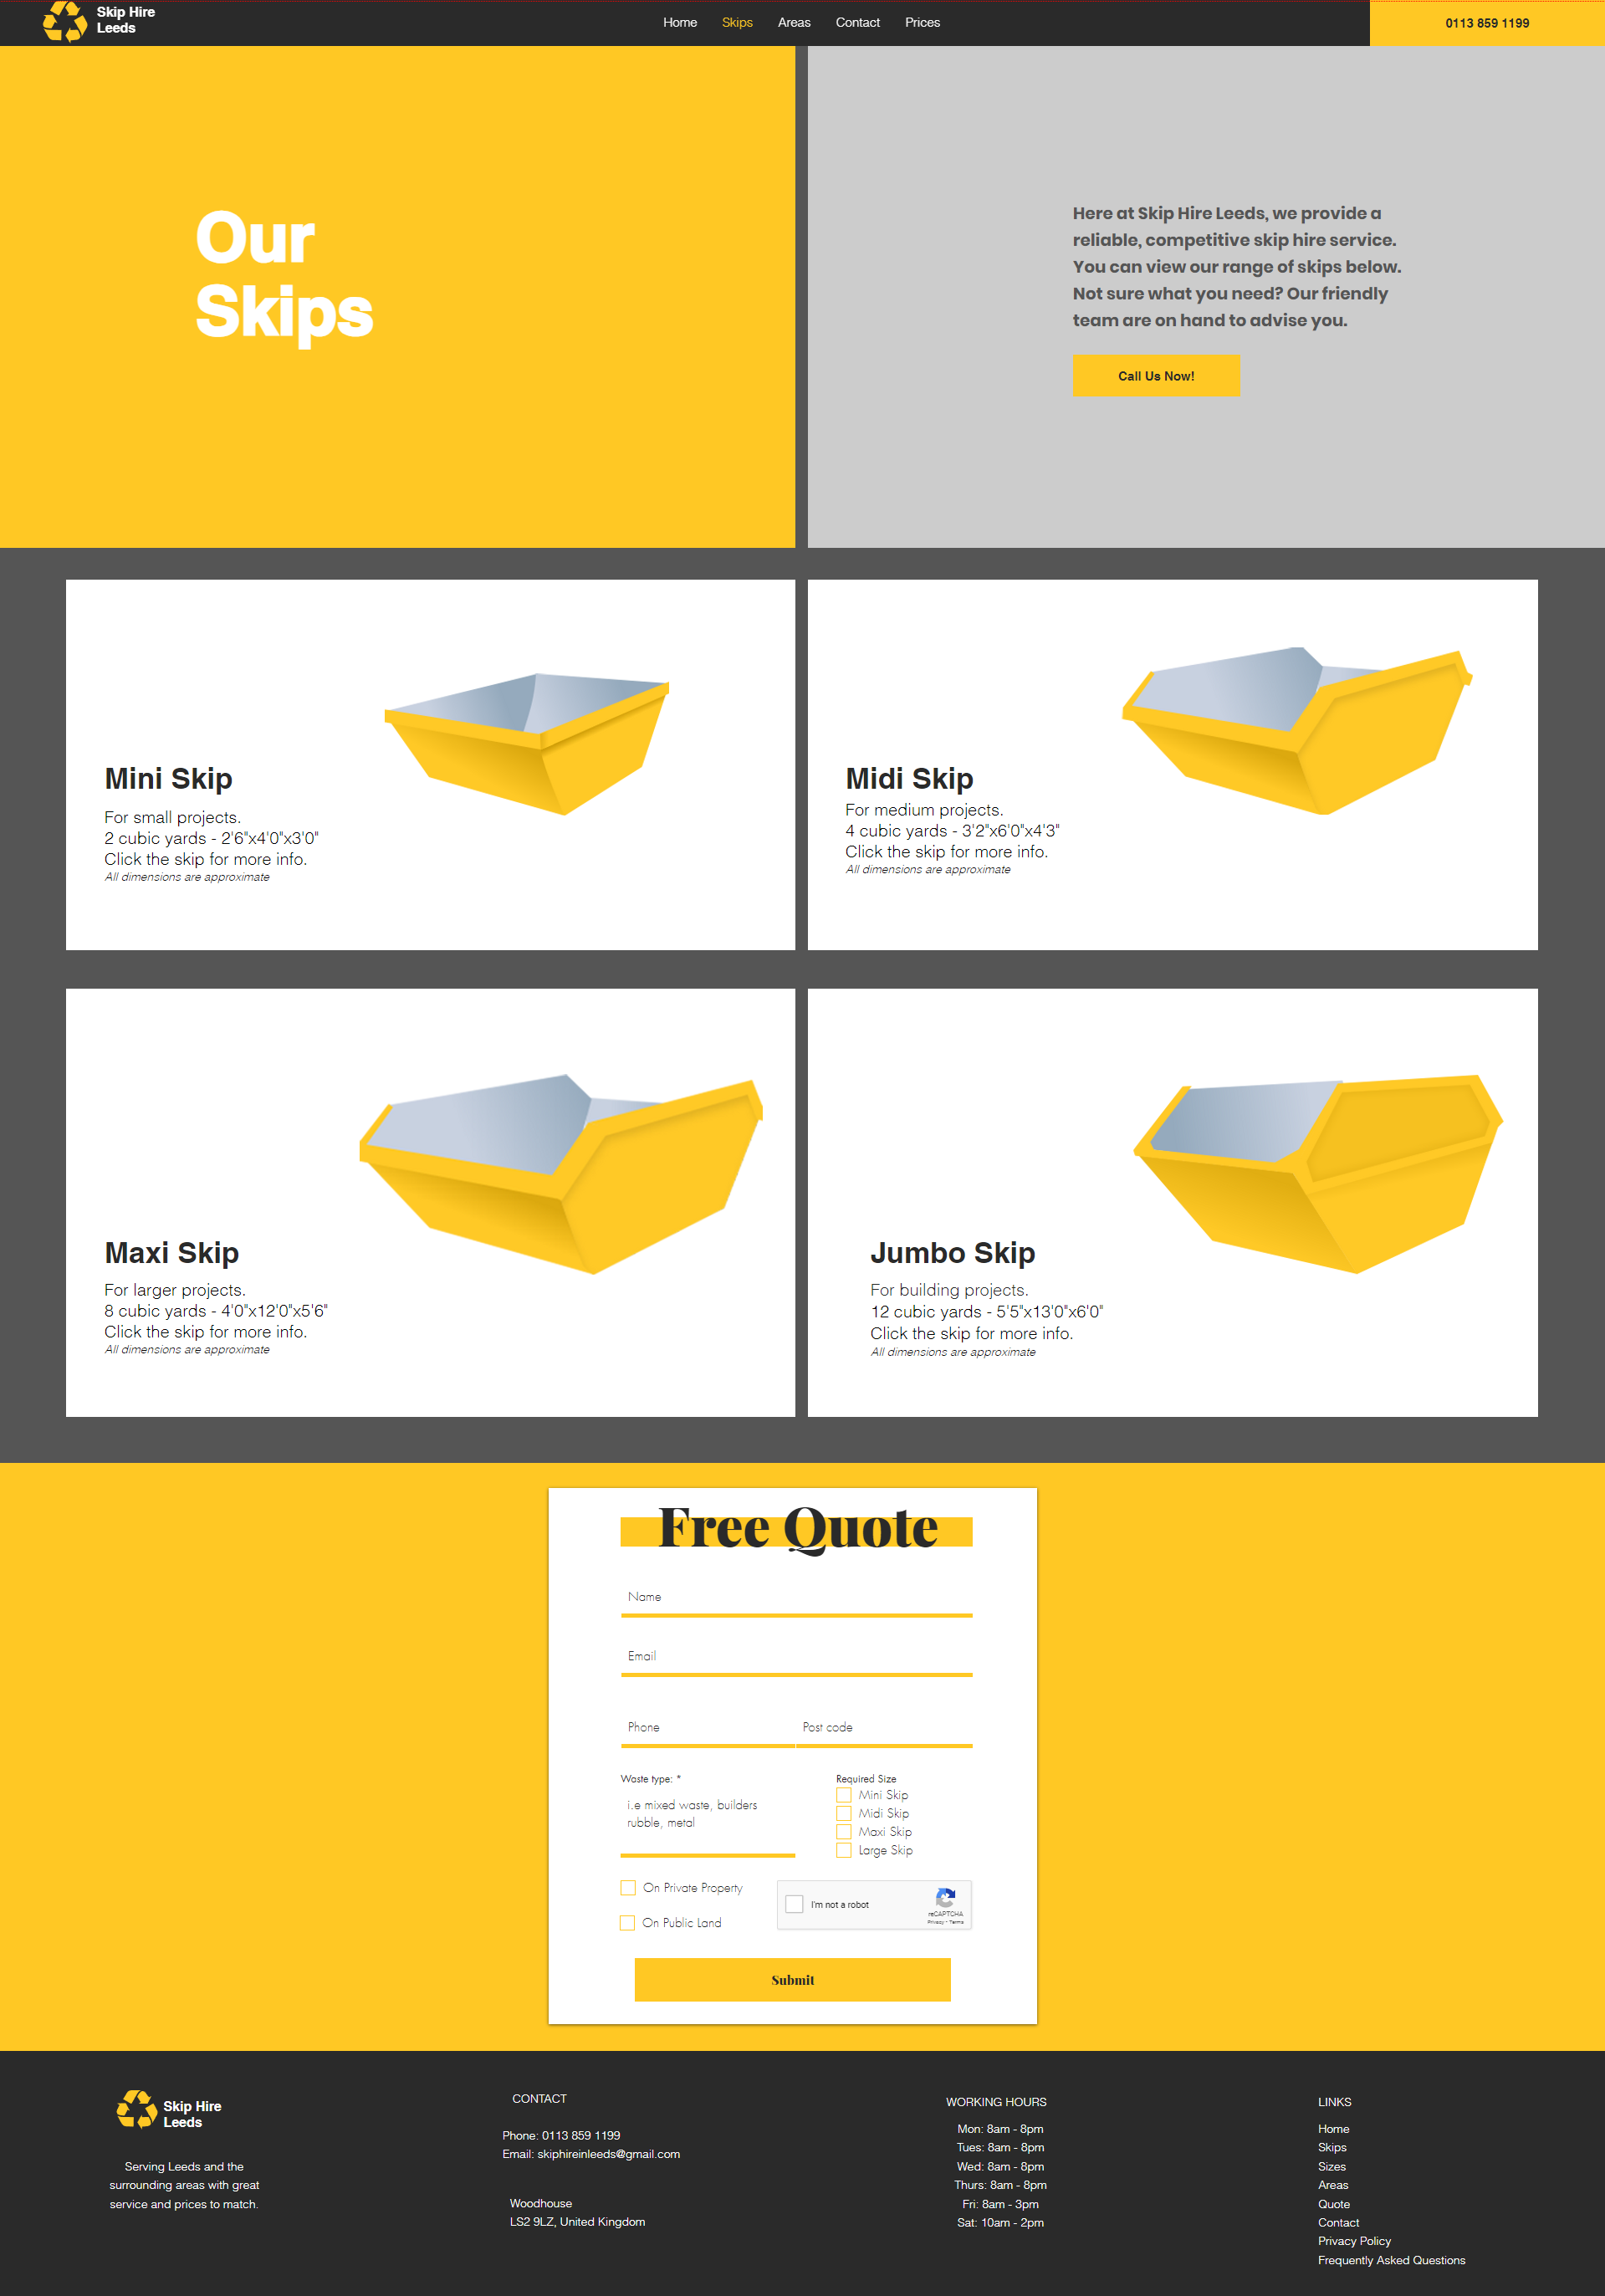 Skip Hire
Leeds
Home
Skips
Areas
Contact
Prices
0113 859 1199
Our
Skips
Here at Skip Hire Leeds, we provide a
reliable, competitive skip hire service.
You can view our range of skips below.
Not sure what you need? Our friendly
team are on hand to advise you.
Call Us Now!
Mini Skip
For small projects.
2 cubic yards - 2'6"x4'0"x3'0"
Click the skip for more info.
All dimensions are approximate
Midi Skip
For medium projects.
4 cubic yards - 3'2"x6'0"x4'3"
Click the skip for more info.
All dimensions are approximate
Maxi Skip
For larger projects.
8 cubic yards - 4'0"x12'0"x5'6"
Click the skip for more info.
All dimensions are approximate
Jumbo Skip
For building projects.
12 cubic yards - 5'5"x13'0"x6'0"
Click the skip for more info.
All dimensions are approximate
Free Quote
Name
Email
Phone
Post code
Waste type: *
i.e mixed waste, builders
rubble, metal
Required Size
Mini Skip
Midi Skip
Maxi Skip
Large Skip
On Private Property
On Public Land
I'm not a robot
reCAPTCHA
Privacy - Terms
Submit
Skip Hire
Leeds
Serving Leeds and the
surrounding areas with great
service and prices to match.
CONTACT
Phone: 0113 859 1199
Email: skiphireinleeds@gmail.com
Woodhouse
LS2 9LZ, United Kingdom
WORKING HOURS
Mon: 8am - 8pm
Tues: 8am - 8pm
Wed: 8am - 8pm
Thurs: 8am - 8pm
Fri: 8am - 3pm
Sat: 10am - 2pm
LINKS
Home
Skips
Sizes
Areas
Quote
Contact
Privacy Policy
Frequently Asked Questions